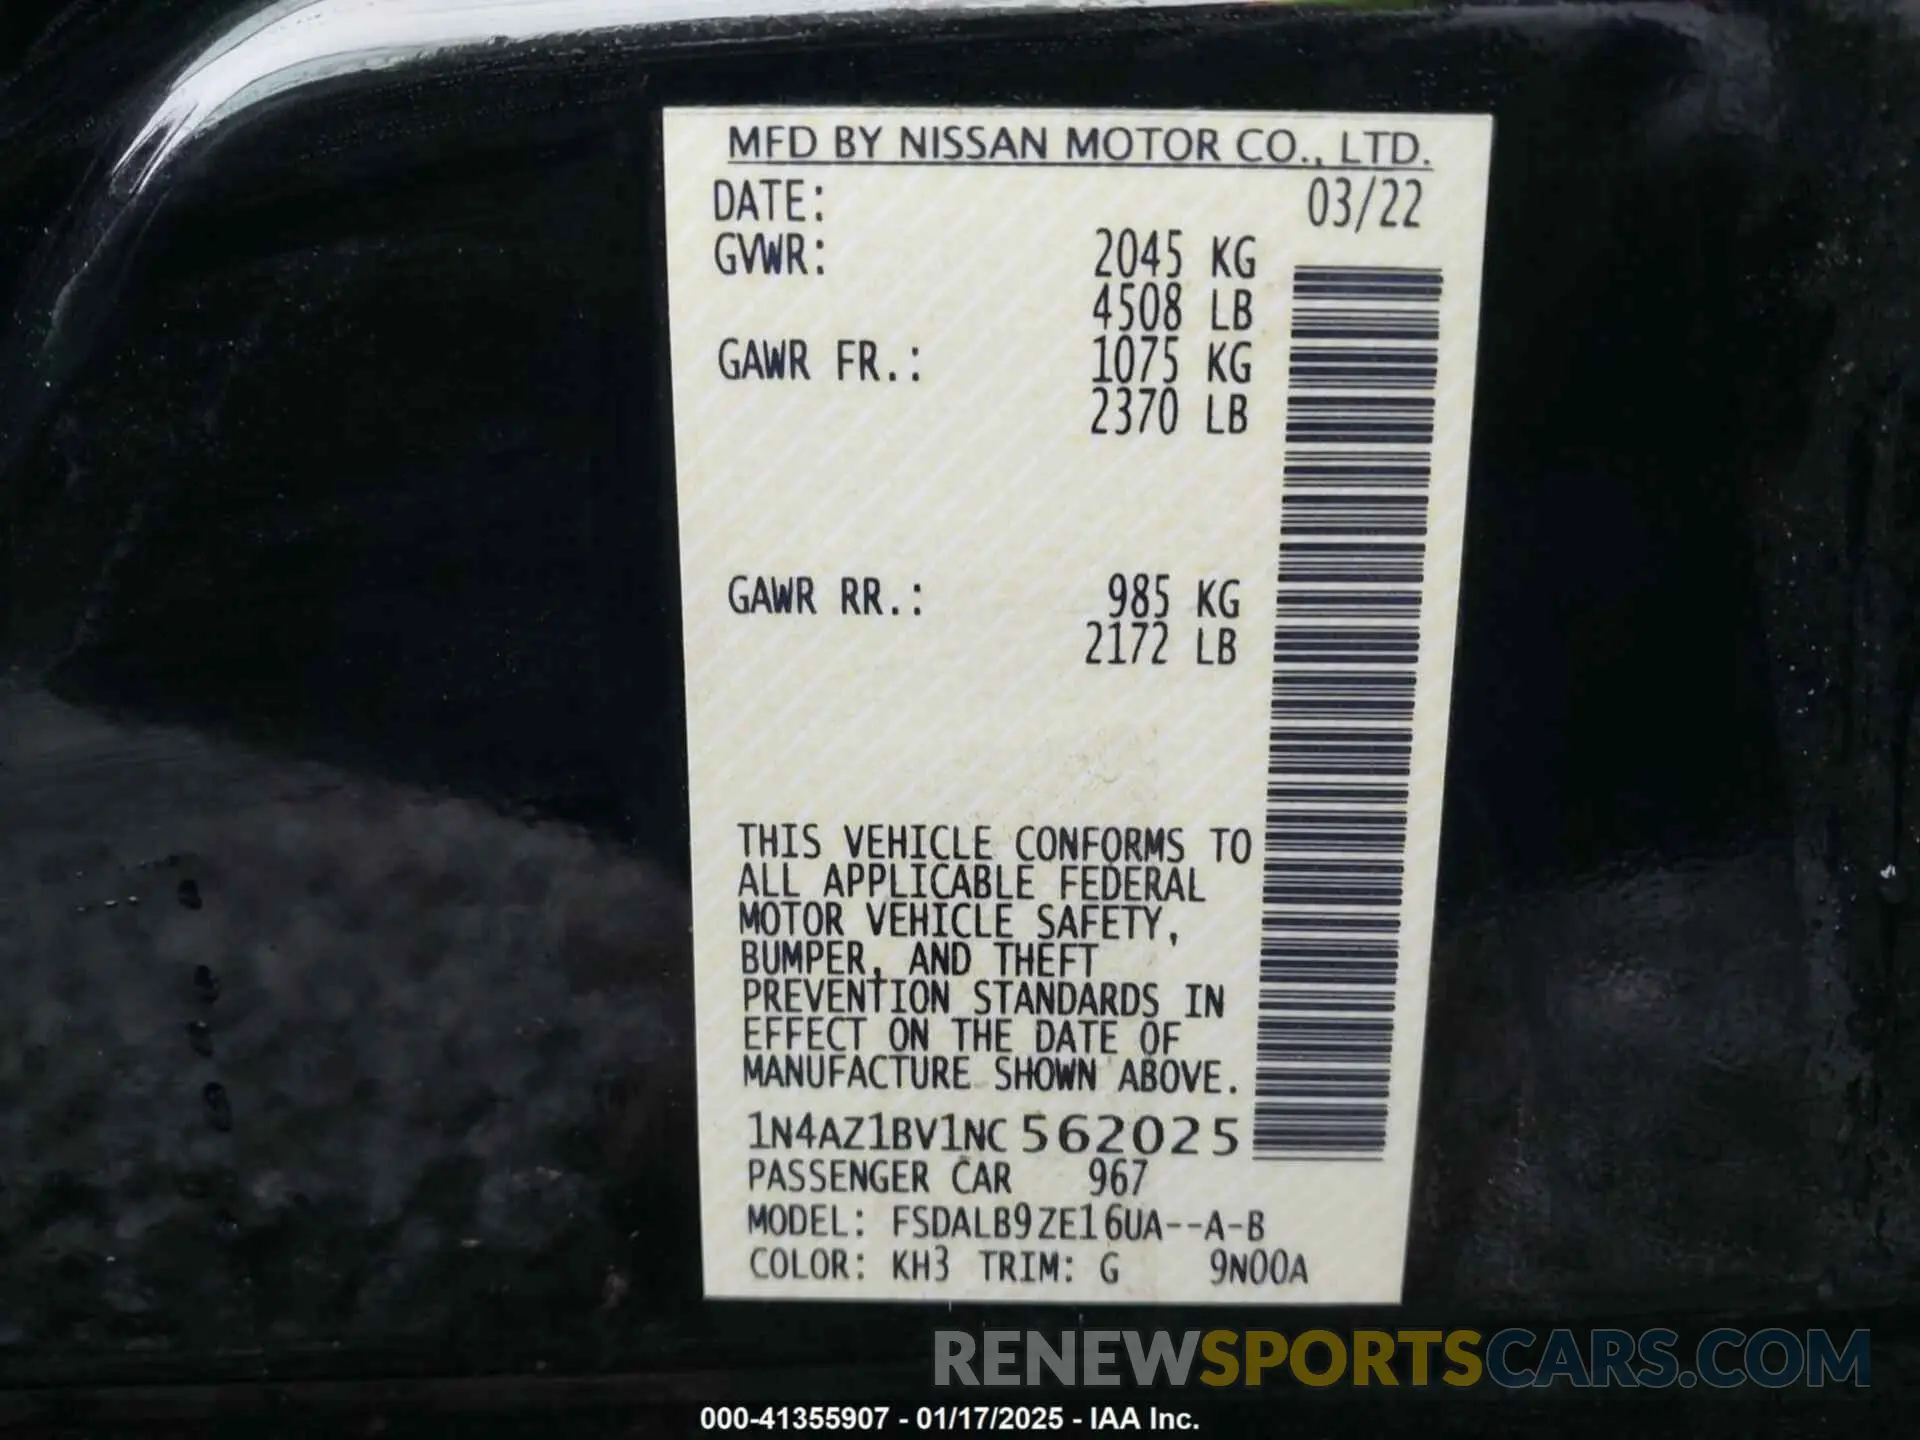 MFD BY NISSAN MOTOR CO., LTD.
DATE: 03/22
GVWR: 2045 KG
4508 LB
GAWR FR.: 1075 KG
2370 LB
GAWR RR.: 985 KG
2172 LB
THIS VEHICLE CONFORMS TO
ALL APPLICABLE FEDERAL
MOTOR VEHICLE SAFETY,
BUMPER, AND THEFT
PREVENTION STANDARDS IN
EFFECT ON THE DATE OF
MANUFACTURE SHOWN ABOVE.
1N4AZ1BV1NC562025
PASSENGER CAR 967
MODEL: FSDALB9ZE16UA--A-B
COLOR: KH3 TRIM: G 9N00A
RENEWSPORTSCARS.COM
000-41355907 - 01/17/2025 - IAA Inc.